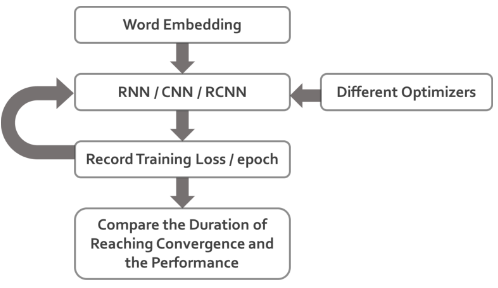 Word Embedding
RNN / CNN / RCNN
Different Optimizers
Record Training Loss / epoch
Compare the Duration of
Reaching Convergence and
the Performance